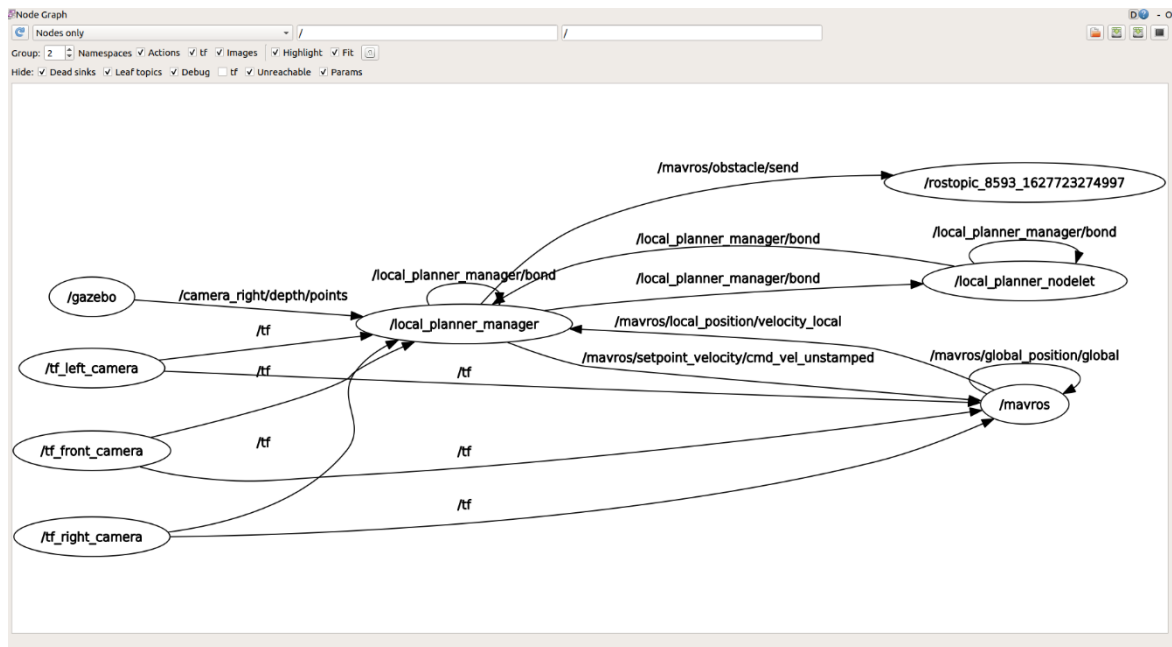 Node Graph
D - O
Nodes only / /
Group: 2 Namespaces Actions tf Images Highlight Fit
Hide: Dead sinks Leaf topics Debug tf Unreachable Params
/mavros/obstacle/send
/rostopic_8593_1627723274997
/local_planner_manager/bond
/local_planner_manager/bond
/local_planner_manager/bond
/local_planner_manager/bond
/local_planner_nodelet
/gazebo
/camera_right/depth/points
/local_planner_manager
/mavros/local_position/velocity_local
/tf
/mavros/setpoint_velocity/cmd_vel_unstamped
/mavros/global_position/global
/tf_left_camera
/tf
/tf
/mavros
/tf_front_camera
/tf
/tf
/tf
/tf_right_camera